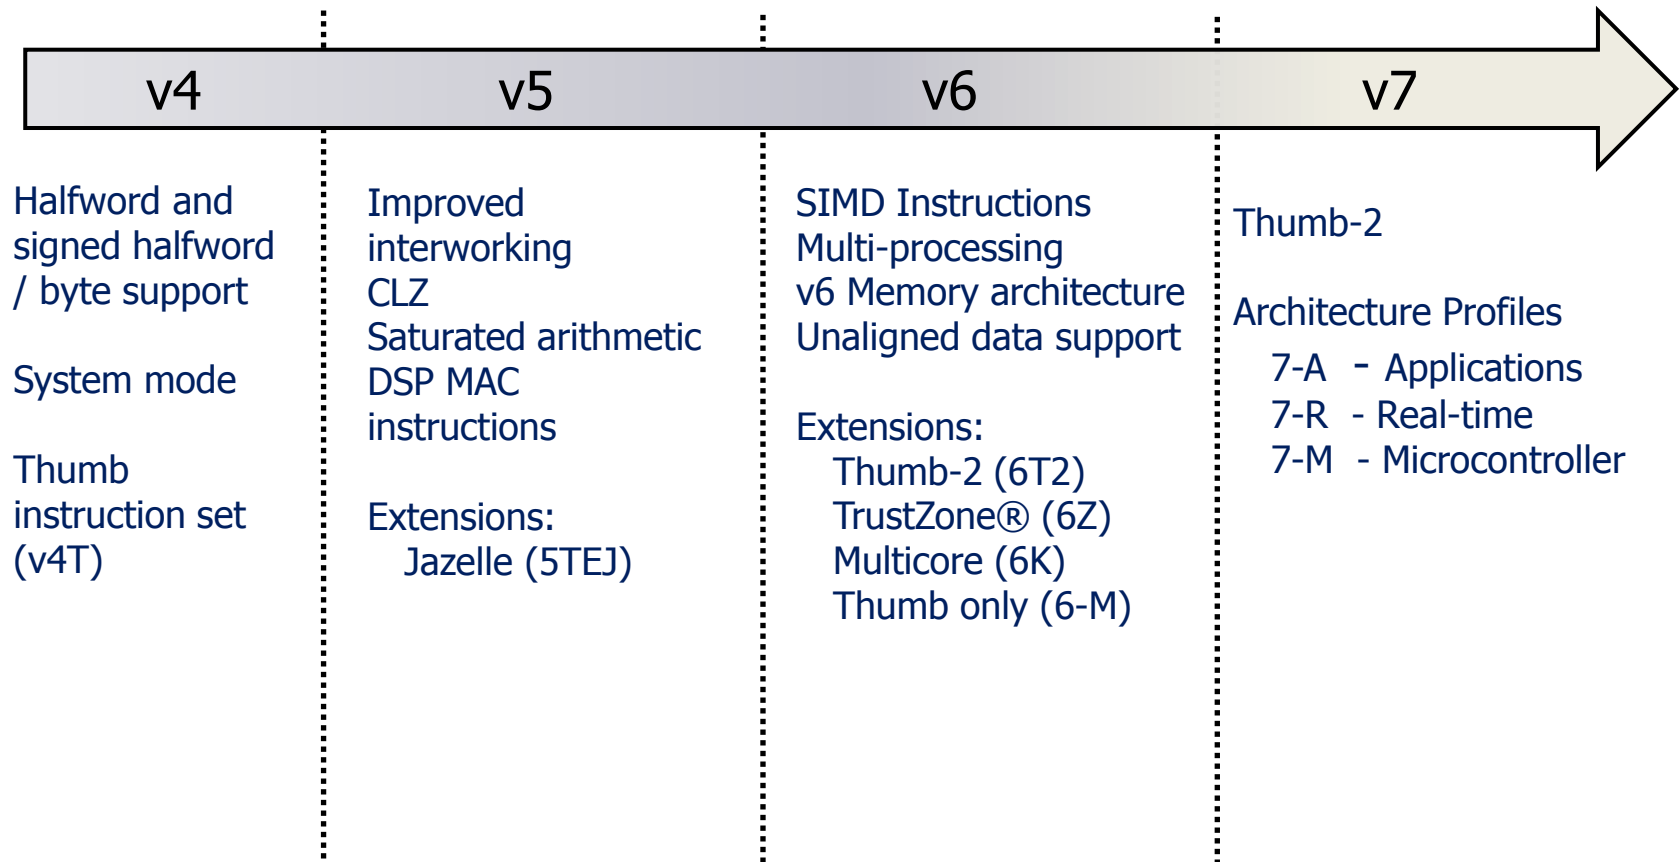 v4
v5
v6
v7
Halfword and
signed halfword
/ byte support
System mode
Thumb
instruction set
(v4T)
Improved
interworking
CLZ
Saturated arithmetic
DSP MAC
instructions
Extensions:
Jazelle (5TEJ)
SIMD Instructions
Multi-processing
v6 Memory architecture
Unaligned data support
Extensions:
Thumb-2 (6T2)
TrustZone® (6Z)
Multicore (6K)
Thumb only (6-M)
Thumb-2
Architecture Profiles
7-A - Applications
7-R - Real-time
7-M - Microcontroller